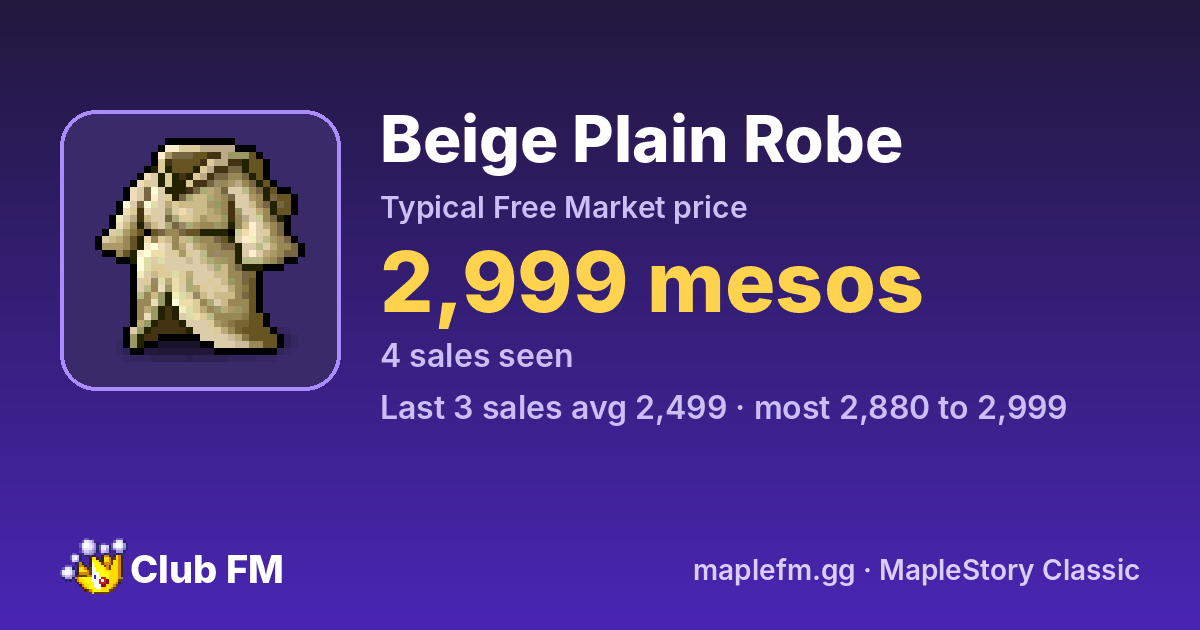 Beige Plain Robe
Typical Free Market price
2,999 mesos
4 sales seen
Last 3 sales avg 2,499 · most 2,880 to 2,999
Club FM
maplefm.gg · MapleStory Classic